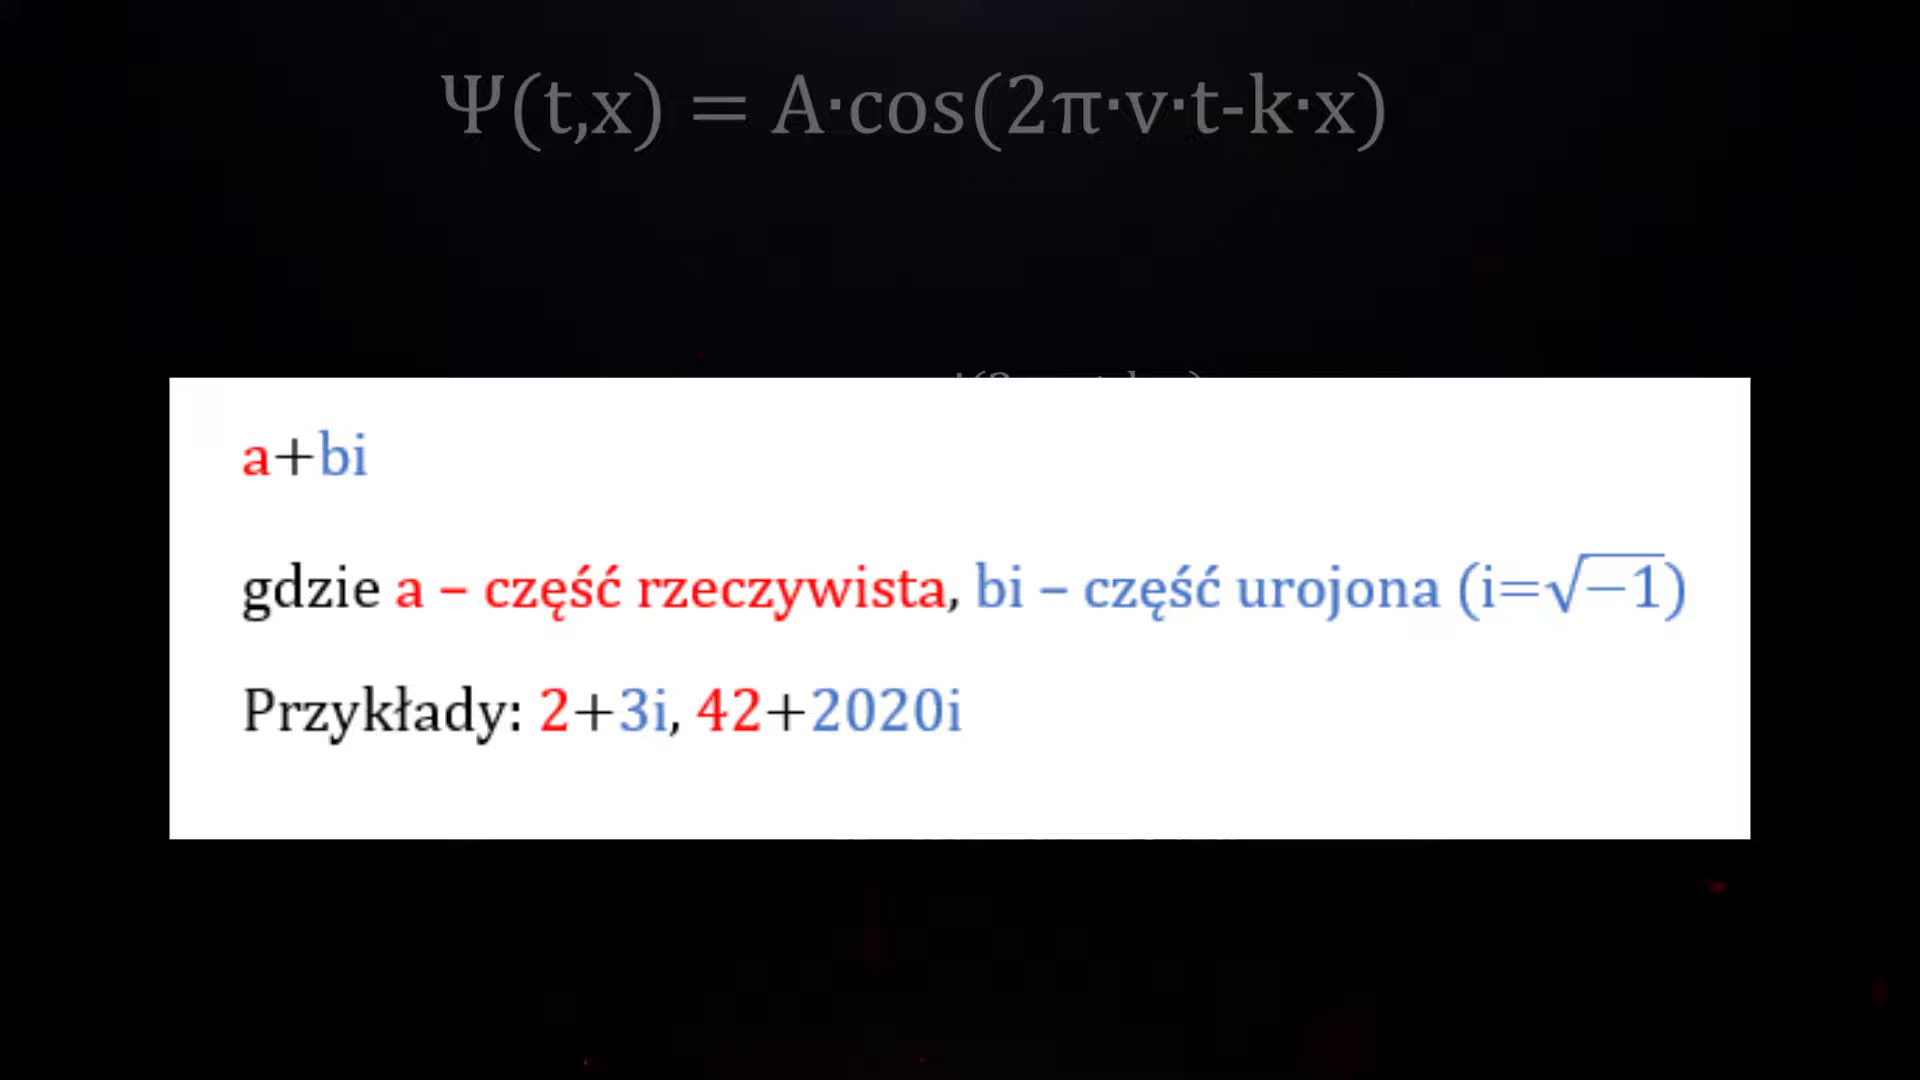 Ψ(t,x) = A·cos(2π·v·t-k·x)
a+bi
gdzie a – część rzeczywista, bi – część urojona (i=√−1)
Przykłady: 2+3i, 42+2020i